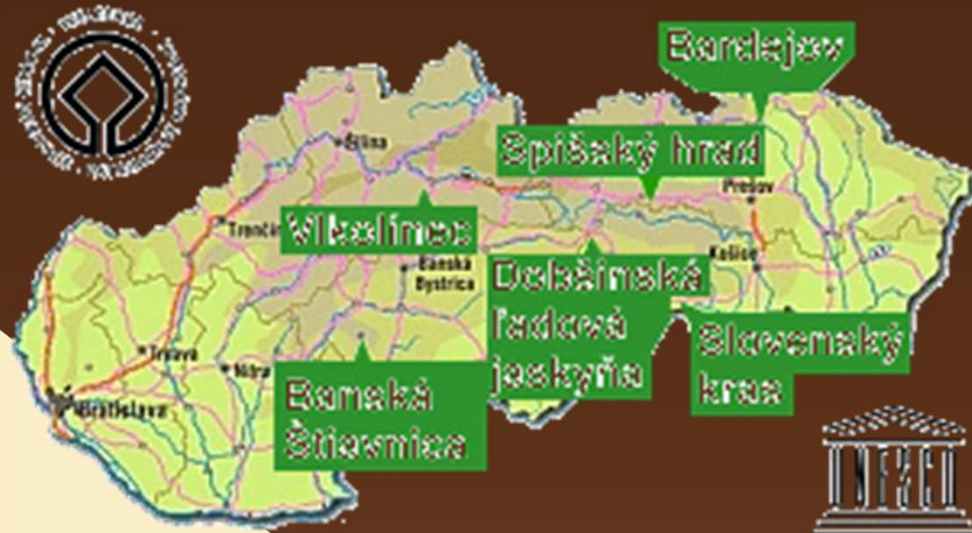 Bardejov
Spišský hrad
Žilina
Prešov
Trenčín
Vlkolínec
Banská
Bystrica
Košice
Dobšinská
ľadová
jaskyňa
Slovenský
kras
Trnava
Nitra
Banská
Štiavnica
Bratislava
UNESCO